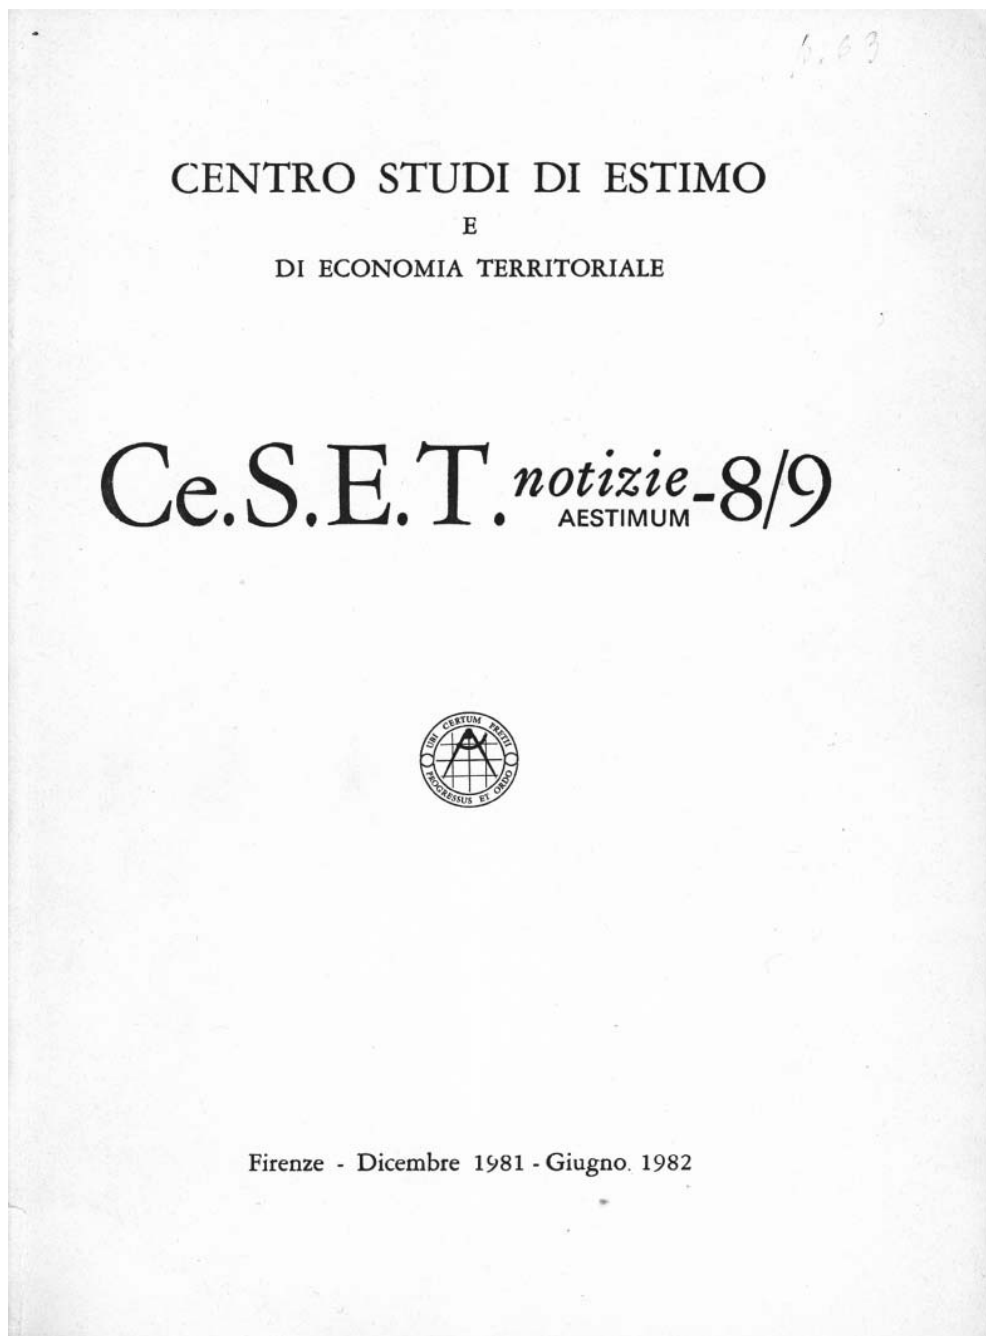 CENTRO STUDI DI ESTIMO
E
DI ECONOMIA TERRITORIALE
Ce.S.E.T. notizie-8/9
AESTIMUM
UBI CERTUM PRETII
PROGRESSUS ET ORDO
Firenze - Dicembre 1981 - Giugno. 1982